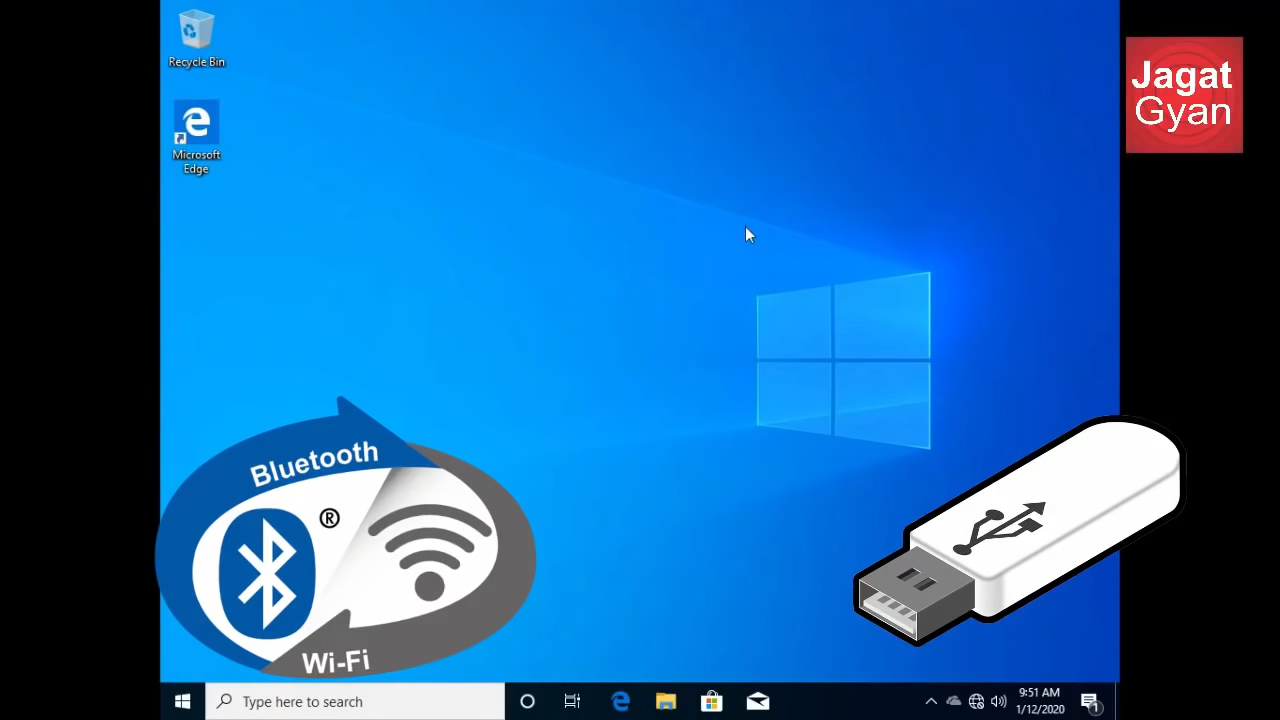 Recycle Bin
Jagat
Gyan
Microsoft
Edge
Bluetooth
®
Wi-Fi
Type here to search
9:51 AM
1/12/2020
1